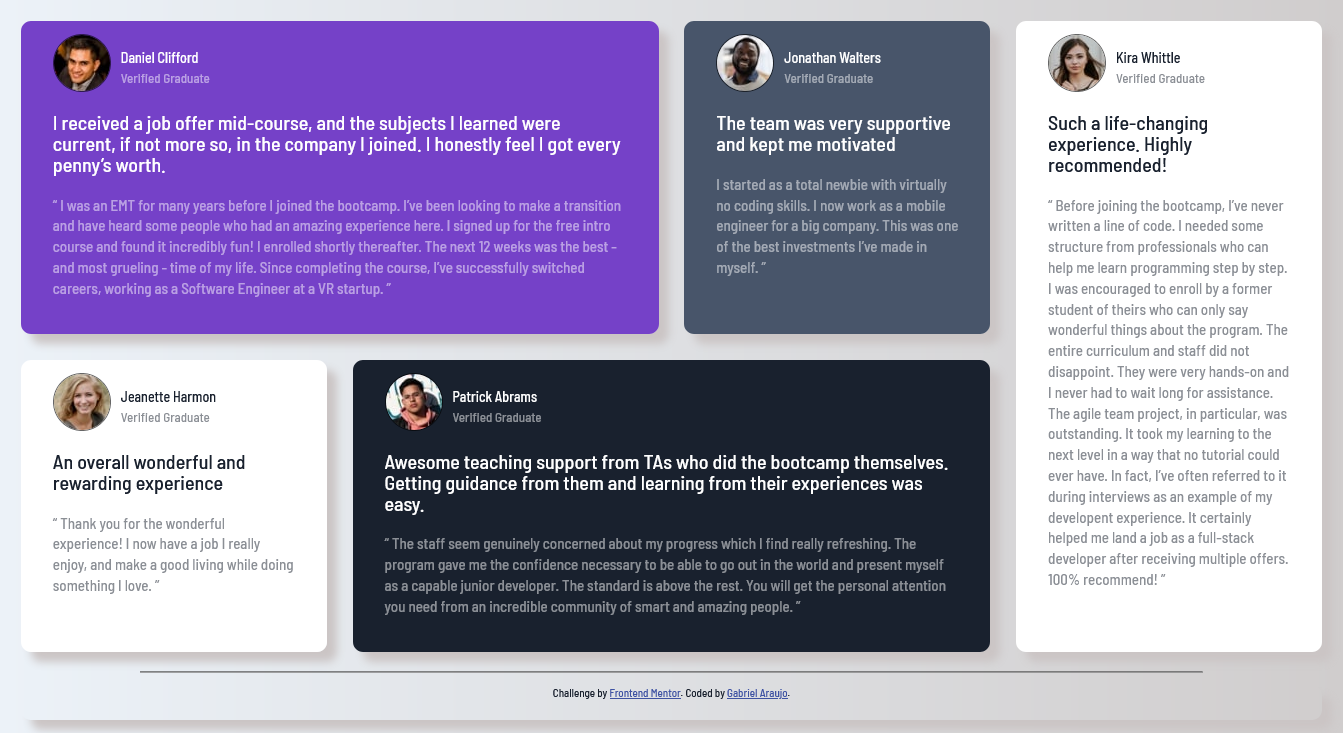 Daniel Clifford
Verified Graduate
I received a job offer mid-course, and the subjects I learned were
current, if not more so, in the company I joined. I honestly feel I got every
penny’s worth.
“ I was an EMT for many years before I joined the bootcamp. I’ve been looking to make a transition
and have heard some people who had an amazing experience here. I signed up for the free intro
course and found it incredibly fun! I enrolled shortly thereafter. The next 12 weeks was the best -
and most grueling - time of my life. Since completing the course, I’ve successfully switched
careers, working as a Software Engineer at a VR startup. ”
Jonathan Walters
Verified Graduate
The team was very supportive
and kept me motivated
I started as a total newbie with virtually
no coding skills. I now work as a mobile
engineer for a big company. This was one
of the best investments I’ve made in
myself. ”
Kira Whittle
Verified Graduate
Such a life-changing
experience. Highly
recommended!
“ Before joining the bootcamp, I’ve never
written a line of code. I needed some
structure from professionals who can
help me learn programming step by step.
I was encouraged to enroll by a former
student of theirs who can only say
wonderful things about the program. The
entire curriculum and staff did not
disappoint. They were very hands-on and
I never had to wait long for assistance.
The agile team project, in particular, was
outstanding. It took my learning to the
next level in a way that no tutorial could
ever have. In fact, I’ve often referred to it
during interviews as an example of my
developent experience. It certainly
helped me land a job as a full-stack
developer after receiving multiple offers.
100% recommend! ”
Jeanette Harmon
Verified Graduate
An overall wonderful and
rewarding experience
“ Thank you for the wonderful
experience! I now have a job I really
enjoy, and make a good living while doing
something I love. ”
Patrick Abrams
Verified Graduate
Awesome teaching support from TAs who did the bootcamp themselves.
Getting guidance from them and learning from their experiences was
easy.
“ The staff seem genuinely concerned about my progress which I find really refreshing. The
program gave me the confidence necessary to be able to go out in the world and present myself
as a capable junior developer. The standard is above the rest. You will get the personal attention
you need from an incredible community of smart and amazing people. ”
Challenge by Frontend Mentor. Coded by Gabriel Araujo.